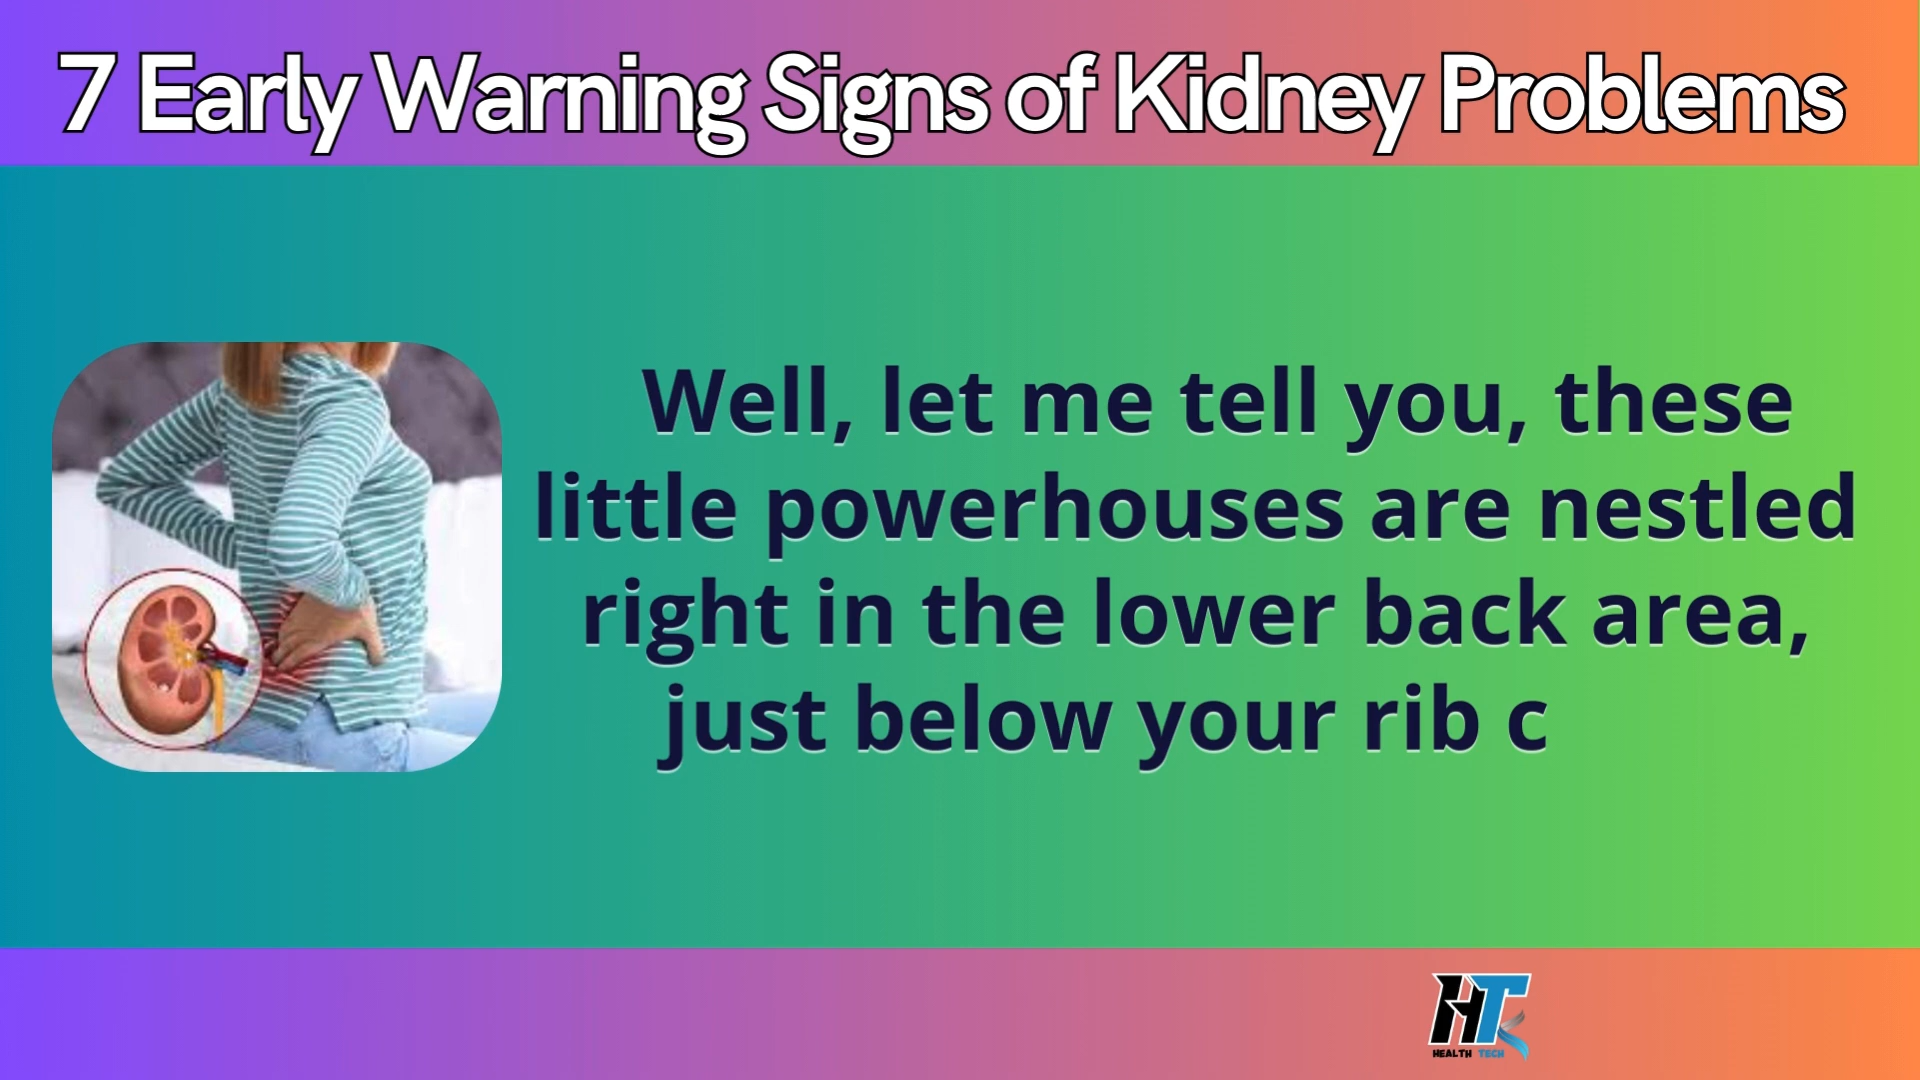 7 Early Warning Signs of Kidney Problems
Well, let me tell you, these
little powerhouses are nestled
right in the lower back area,
just below your rib c
HT
HEALTH TECH